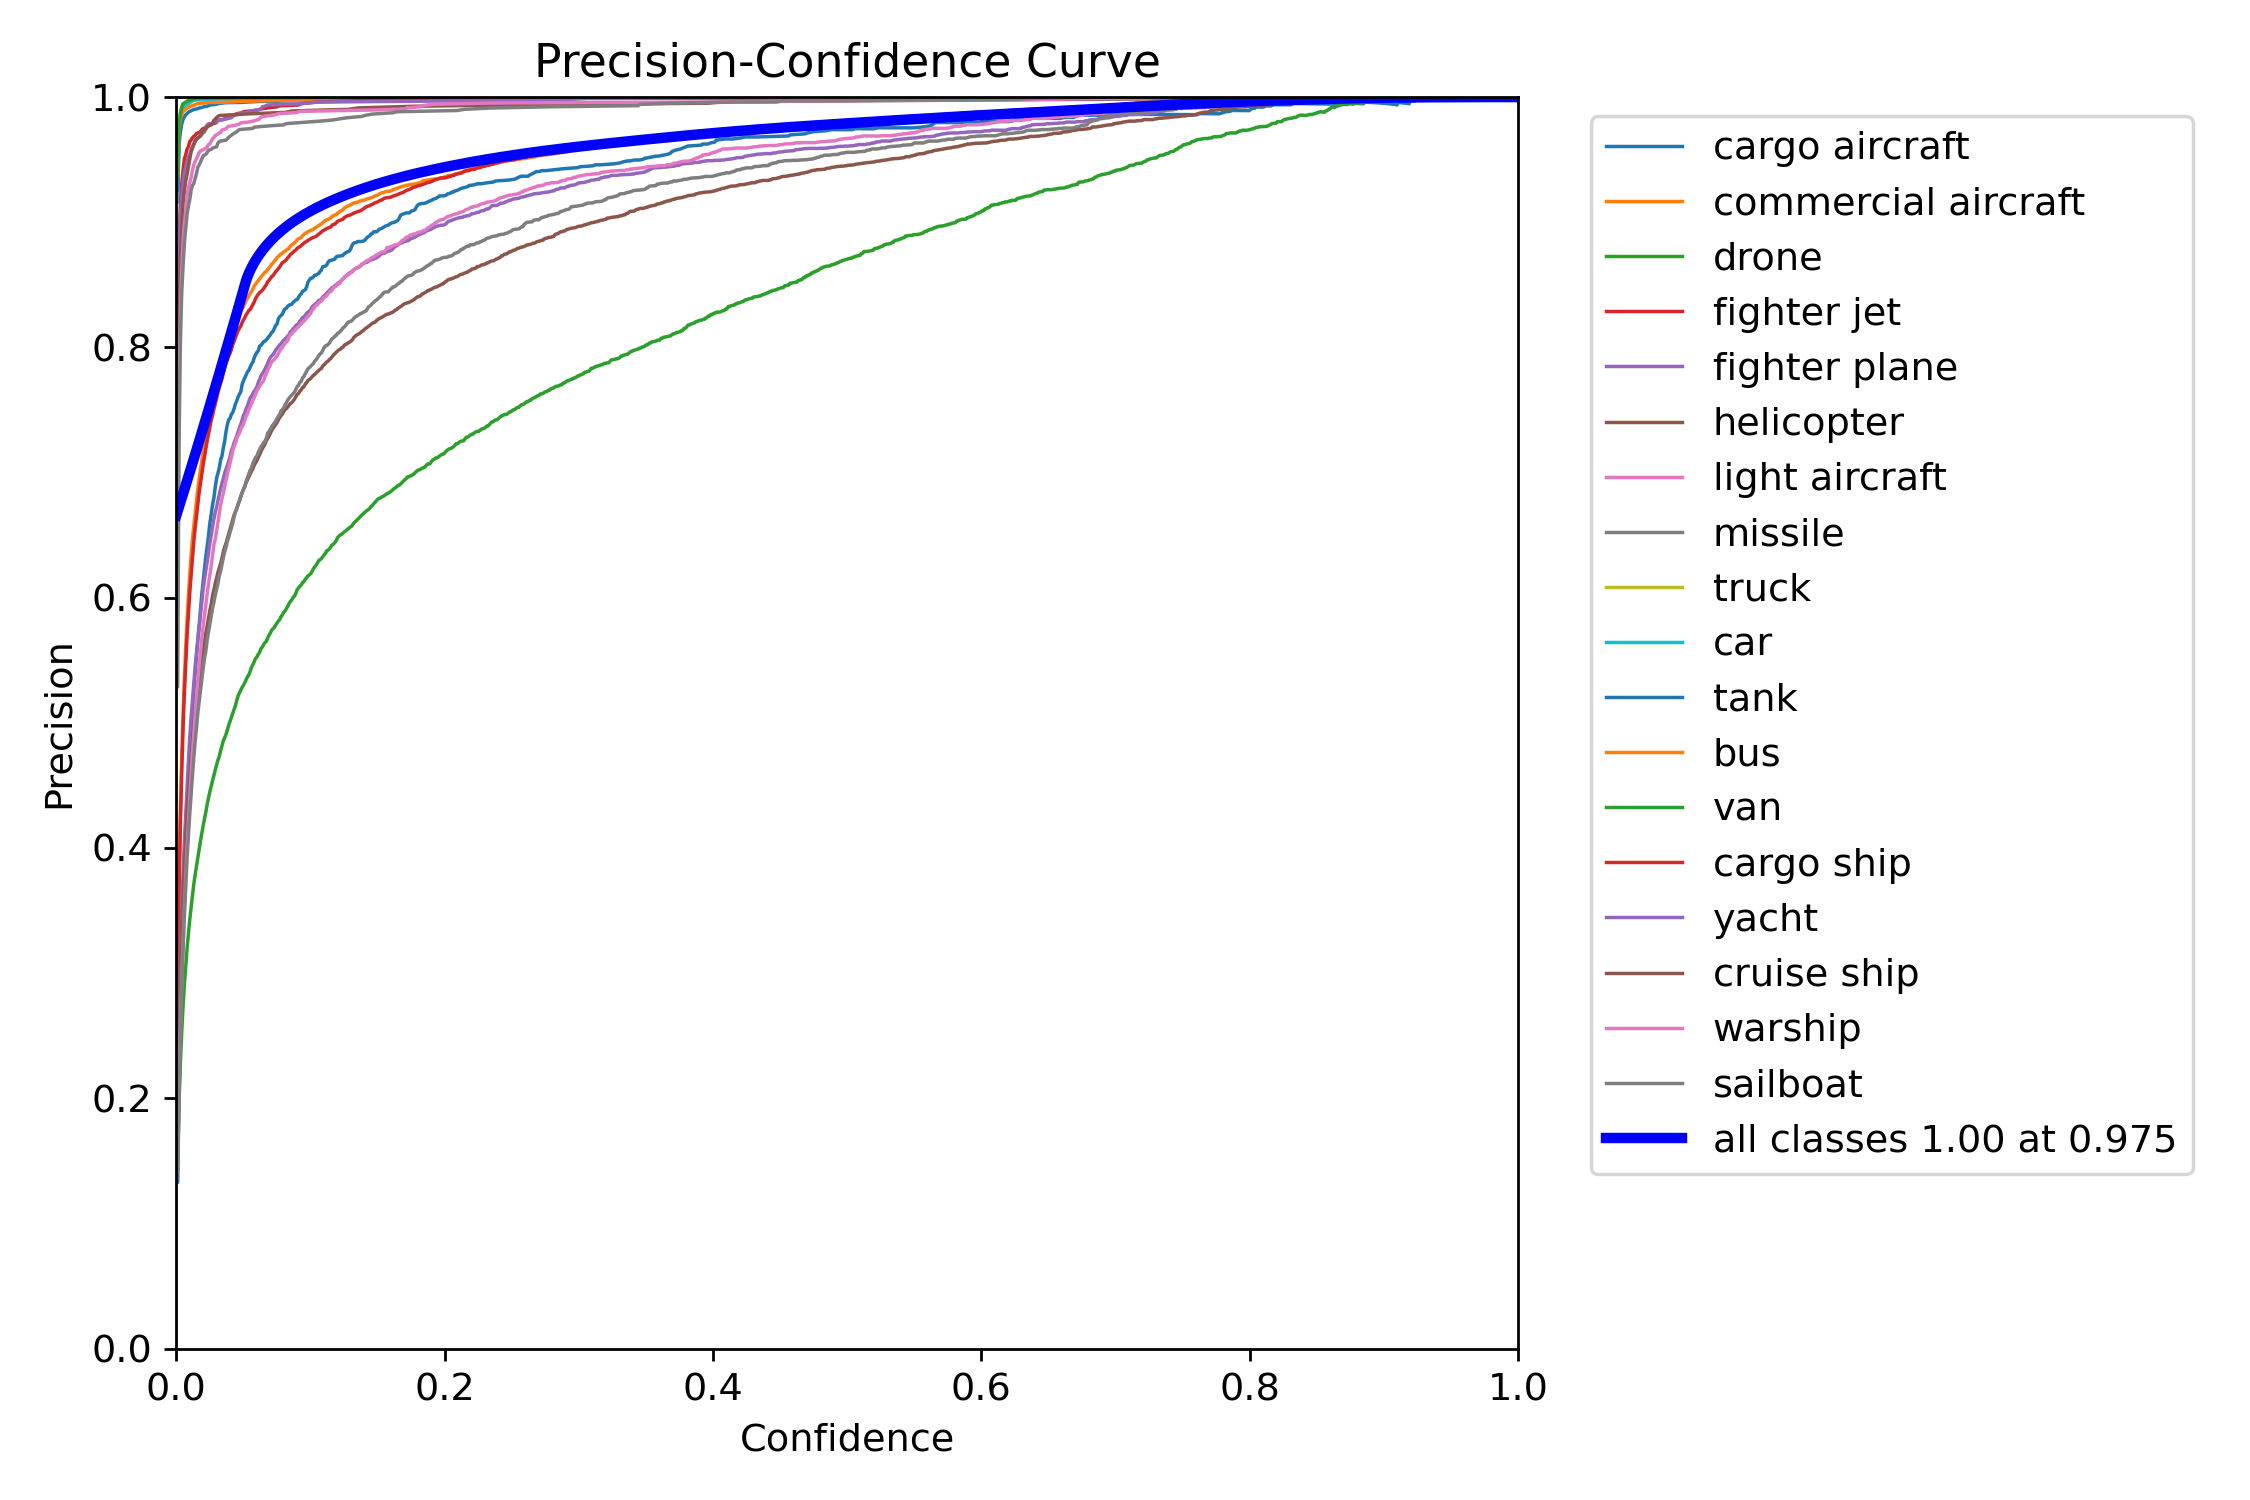 Precision-Confidence Curve
1.0
0.8
0.6
0.4
0.2
0.0
Precision
0.0 0.2 0.4 0.6 0.8 1.0
Confidence
cargo aircraft
commercial aircraft
drone
fighter jet
fighter plane
helicopter
light aircraft
missile
truck
car
tank
bus
van
cargo ship
yacht
cruise ship
warship
sailboat
all classes 1.00 at 0.975